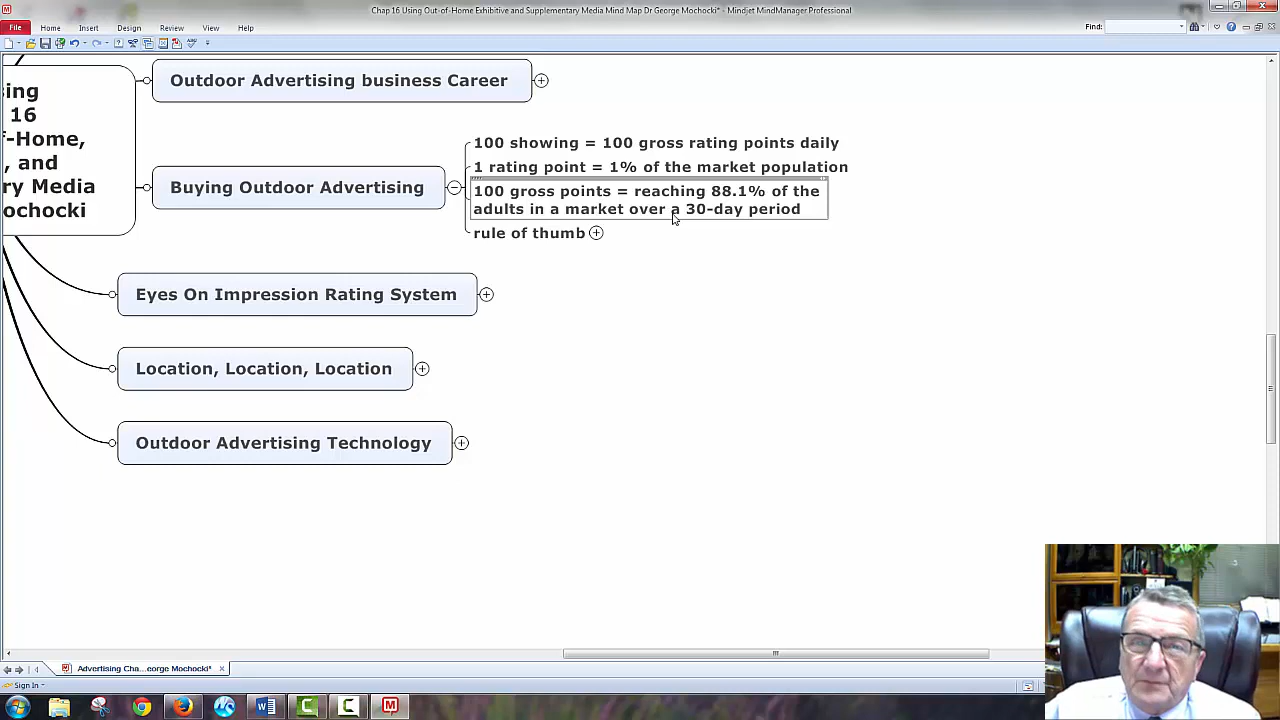 Chap 16 Using Out-of-Home Exhibitive and Supplementary Media Mind Map Dr George Mochocki* - Mindjet MindManager Professional
File Home Insert Design Review View Help Find:
Outdoor Advertising business Career
ing
16
f-Home,
, and
ry Media
ochocki
Buying Outdoor Advertising
100 showing = 100 gross rating points daily
1 rating point = 1% of the market population
100 gross points = reaching 88.1% of the
adults in a market over a 30-day period
rule of thumb
Eyes On Impression Rating System
Location, Location, Location
Outdoor Advertising Technology
Advertising Cha...eorge Mochocki*
Sign In